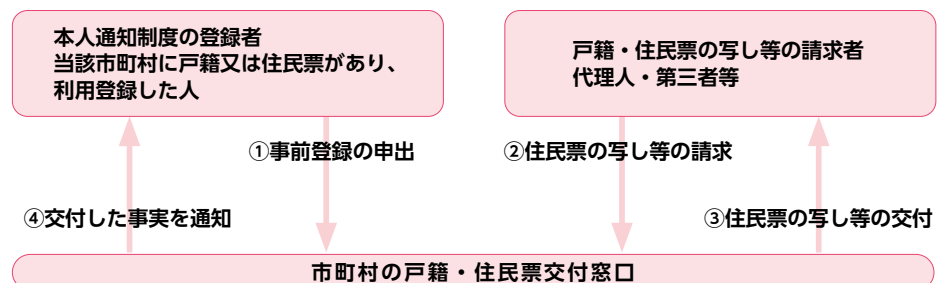 本人通知制度の登録者
当該市町村に戸籍又は住民票があり、
利用登録した人
戸籍・住民票の写し等の請求者
代理人・第三者等
①事前登録の申出
②住民票の写し等の請求
④交付した事実を通知
③住民票の写し等の交付
市町村の戸籍・住民票交付窓口